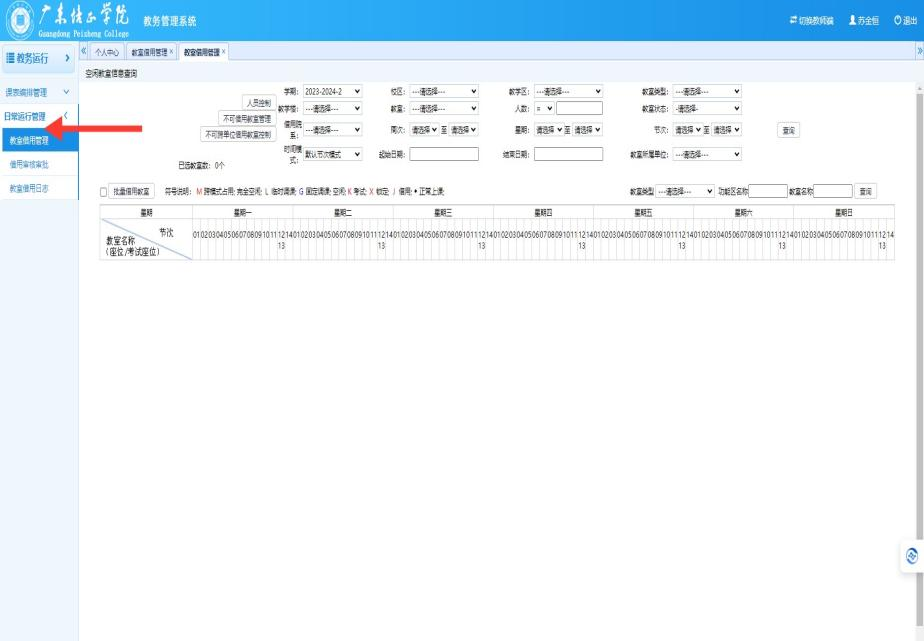 广东培正学院
Guangdong Peizheng College
教务管理系统
切换教师端 苏全恒 退出
教务运行
个人中心 教室借用管理 × 教室借用管理 ×
空闲教室信息查询
课表编排管理
日常运行管理
教室借用管理
借用审核审批
教室借用日志
学期: 2023-2024-2 校区: ---请选择--- 教学区: ---请选择--- 教室类型: ---请选择---
人员控制
教学楼: ---请选择--- 教室: ---请选择--- 人数: = 教室状态: -请选择-
不可借用教室管理
借用院系: ---请选择--- 周次: 请选择 至 请选择 星期: 请选择 至 请选择 节次: 请选择 至 请选择 查询
不可跨单位借用教室控制
时间模式: 默认节次模式 起始日期: 结束日期: 教室所属单位: ---请选择---
已选教室数: 0个
批量借用教室 符号说明: M 跨模式占用; 完全空闲; L 临时调课; G 固定调课; 空闲; K 考试; X 锁定; J 借用; ♦ 正常上课; 教室类型 ---请选择--- 功能区名称 教室名称 查询
星期 星期一 星期二 星期三 星期四 星期五 星期六 星期日
节次
教室名称
(座位/考试座位)
01020304050607080910111214 01020304050607080910111214 01020304050607080910111214 01020304050607080910111214 01020304050607080910111214 01020304050607080910111214 01020304050607080910111214
13 13 13 13 13 13 13